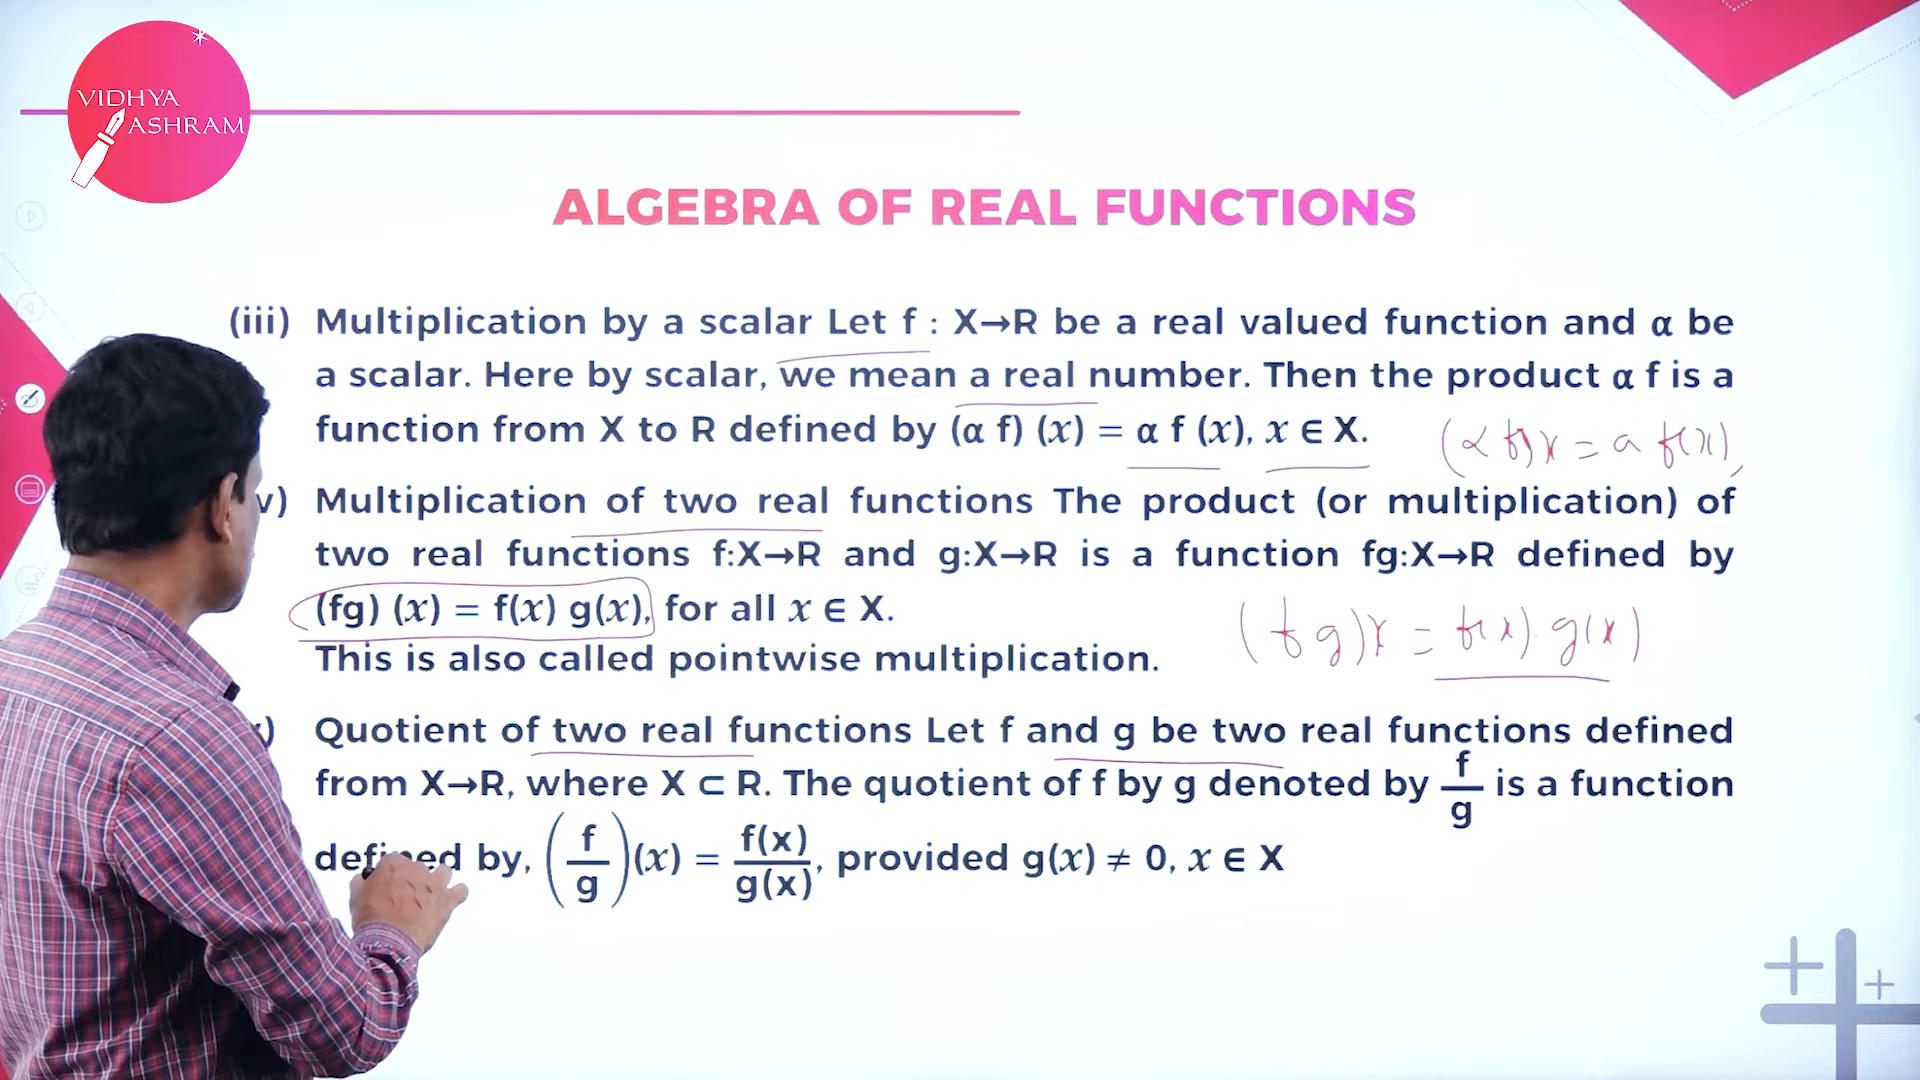 VIDHYA
ASHRAM
ALGEBRA OF REAL FUNCTIONS
(iii) Multiplication by a scalar Let f : X→R be a real valued function and α be
a scalar. Here by scalar, we mean a real number. Then the product α f is a
function from X to R defined by (α f) (x) = α f (x), x ∈ X.
(α f)x = a f(x),
v) Multiplication of two real functions The product (or multiplication) of
two real functions f:X→R and g:X→R is a function fg:X→R defined by
(fg) (x) = f(x) g(x), for all x ∈ X.
(fg)x = f(x).g(x)
This is also called pointwise multiplication.
) Quotient of two real functions Let f and g be two real functions defined
from X→R, where X ⊂ R. The quotient of f by g denoted by f/g is a function
defined by, (f/g)(x) = f(x)/g(x), provided g(x) ≠ 0, x ∈ X